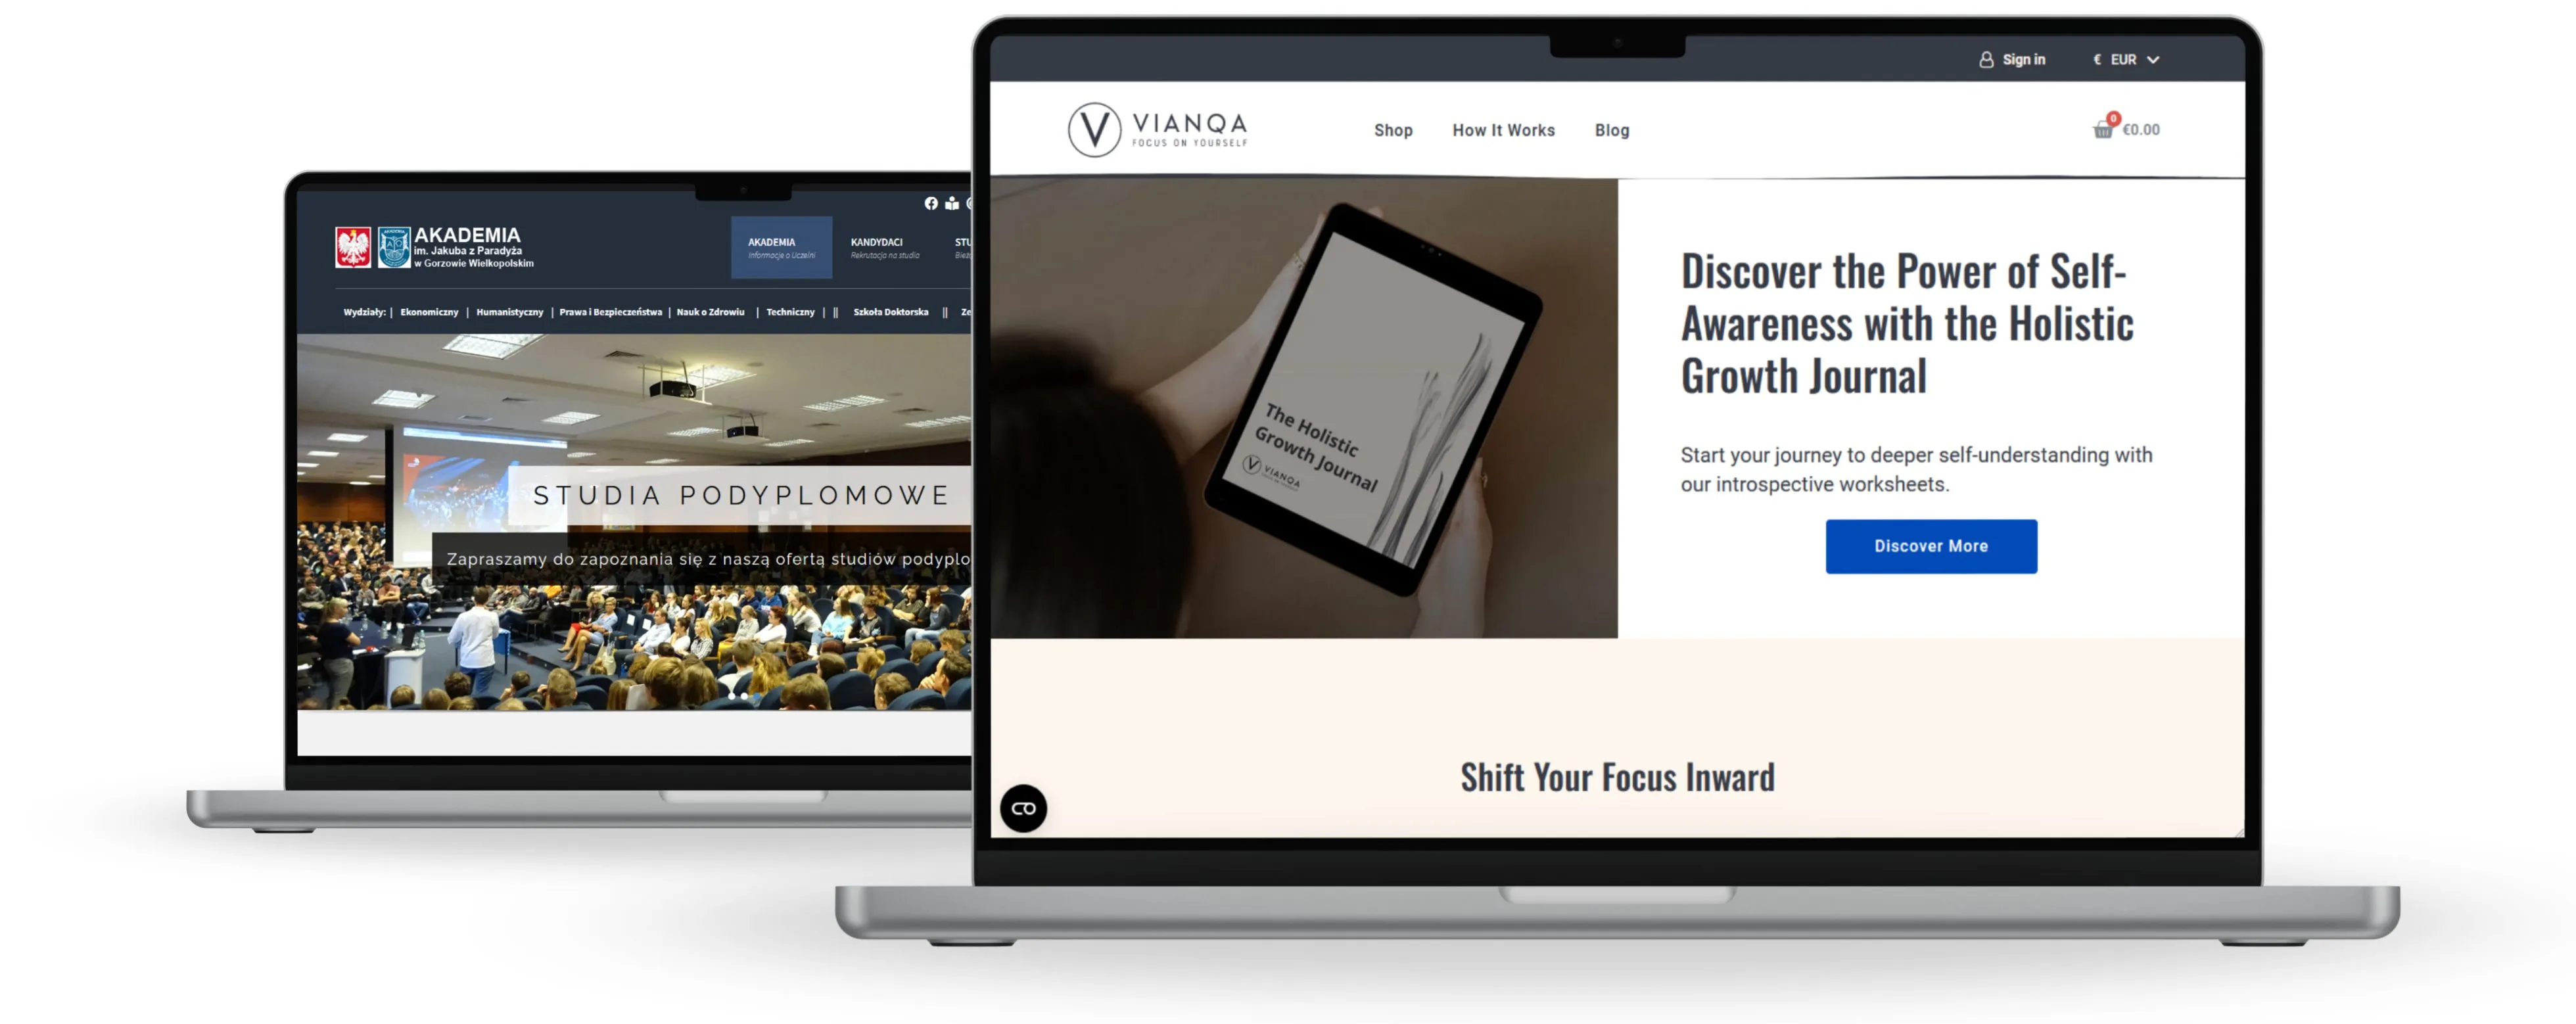 AKADEMIA
im. Jakuba z Paradyża
w Gorzowie Wielkopolskim
AKADEMIA
Informacje o Uczelni
KANDYDACI
Rekrutacja na studia
STU
Wydziały: | Ekonomiczny | Humanistyczny | Prawa i Bezpieczeństwa | Nauk o Zdrowiu | Techniczny | || Szkoła Doktorska || Ze
STUDIA PODYPLOMOWE
Zapraszamy do zapoznania się z naszą ofertą studiów podyplo
Sign in
€ EUR
V VIANQA
FOCUS ON YOURSELF
Shop
How It Works
Blog
0
€0.00
The Holistic
Growth Journal
V VIANQA
Discover the Power of Self-
Awareness with the Holistic
Growth Journal
Start your journey to deeper self-understanding with
our introspective worksheets.
Discover More
Shift Your Focus Inward